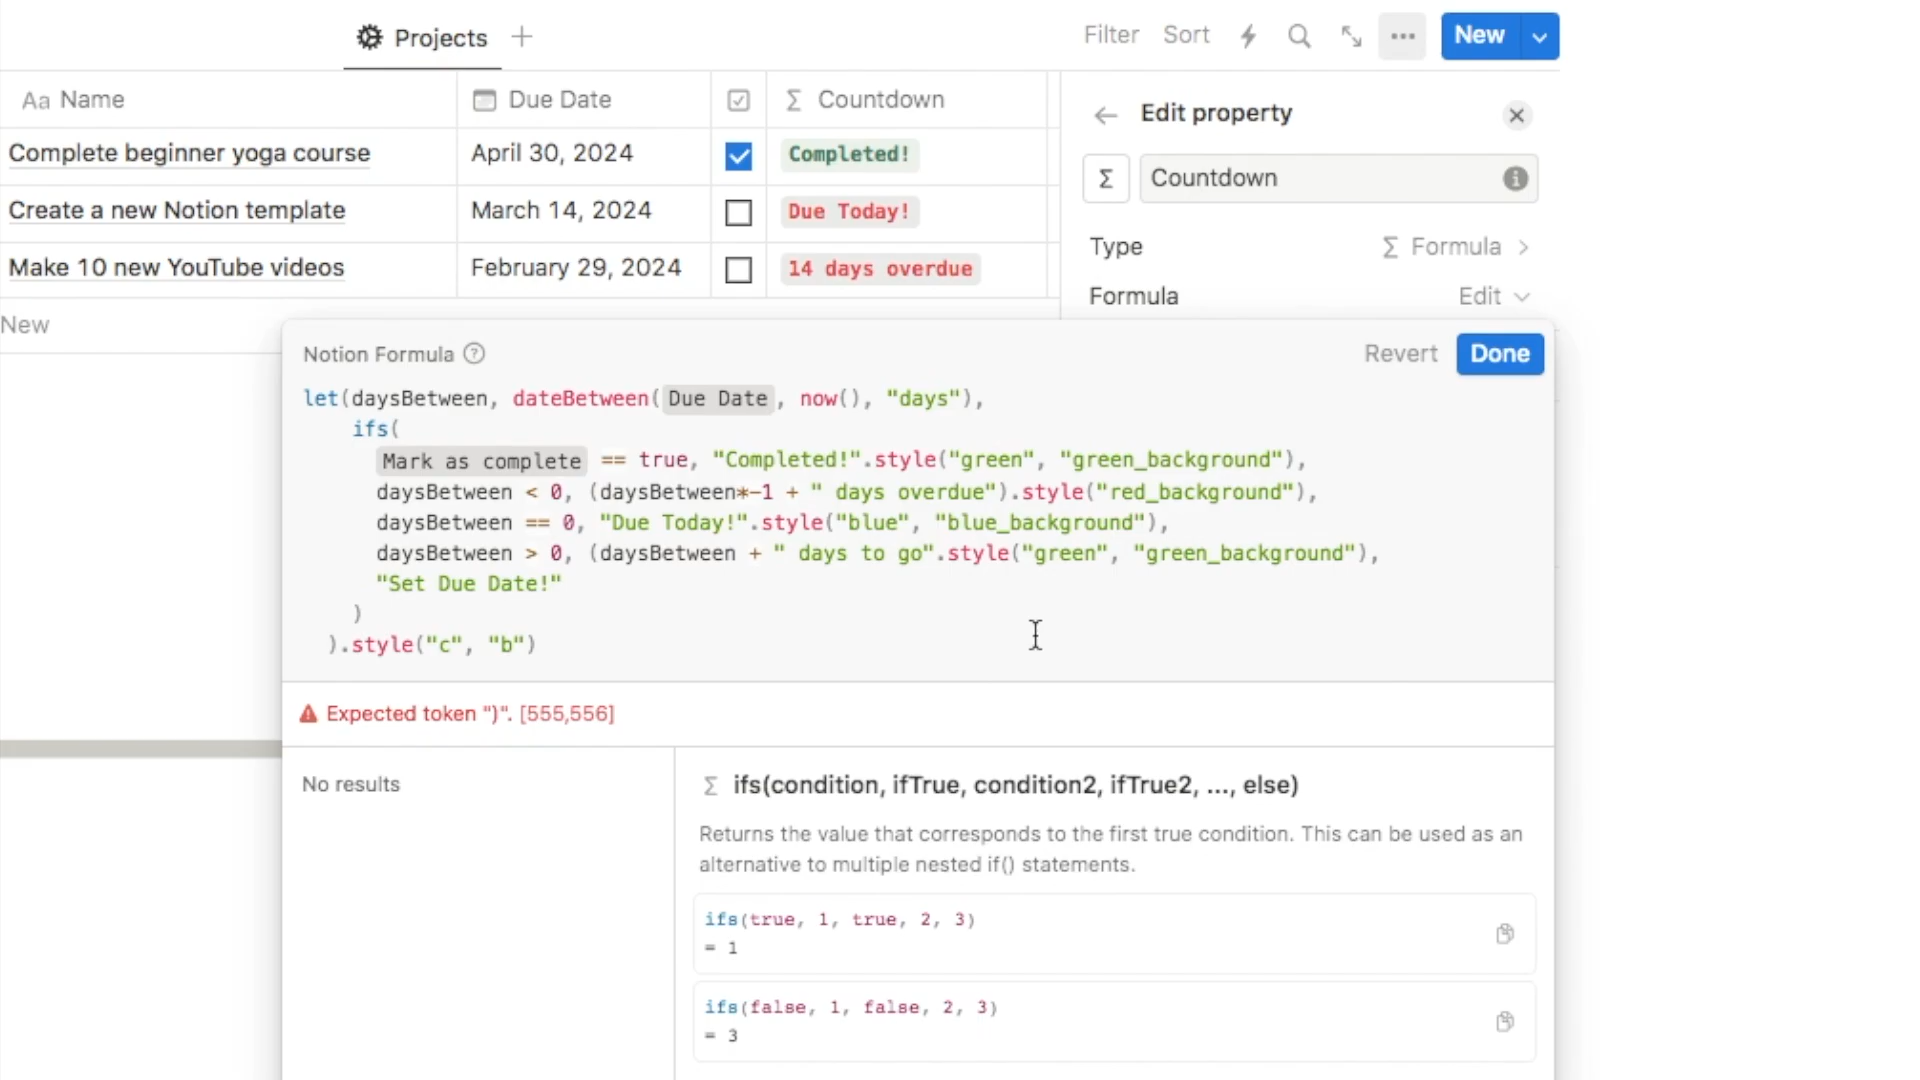 Projects
Filter Sort New
Aa Name Due Date Σ Countdown
Complete beginner yoga course April 30, 2024 Completed!
Create a new Notion template March 14, 2024 Due Today!
Make 10 new YouTube videos February 29, 2024 14 days overdue
New
Edit property
Σ Countdown
Type Σ Formula
Formula Edit
Notion Formula ? Revert Done
let(daysBetween, dateBetween( Due Date , now(), "days"),
ifs(
Mark as complete == true, "Completed!".style("green", "green_background"),
daysBetween < 0, (daysBetween*-1 + " days overdue").style("red_background"),
daysBetween == 0, "Due Today!".style("blue", "blue_background"),
daysBetween > 0, (daysBetween + " days to go".style("green", "green_background"),
"Set Due Date!"
)
).style("c", "b")
Expected token ")". [555,556]
No results
Σ ifs(condition, ifTrue, condition2, ifTrue2, ..., else)
Returns the value that corresponds to the first true condition. This can be used as an
alternative to multiple nested if() statements.
ifs(true, 1, true, 2, 3)
= 1
ifs(false, 1, false, 2, 3)
= 3